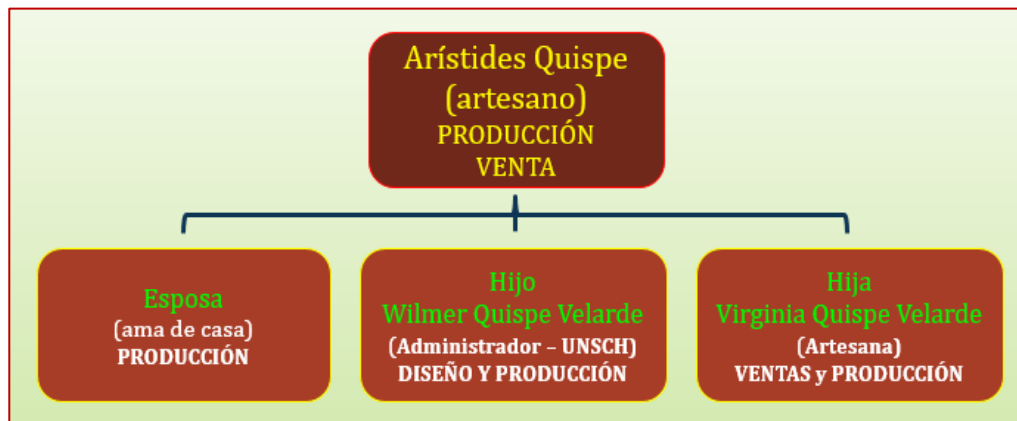 Arístides Quispe
(artesano)
PRODUCCIÓN
VENTA
Esposa
(ama de casa)
PRODUCCIÓN
Hijo
Wilmer Quispe Velarde
(Administrador – UNSCH)
DISEÑO Y PRODUCCIÓN
Hija
Virginia Quispe Velarde
(Artesana)
VENTAS y PRODUCCIÓN